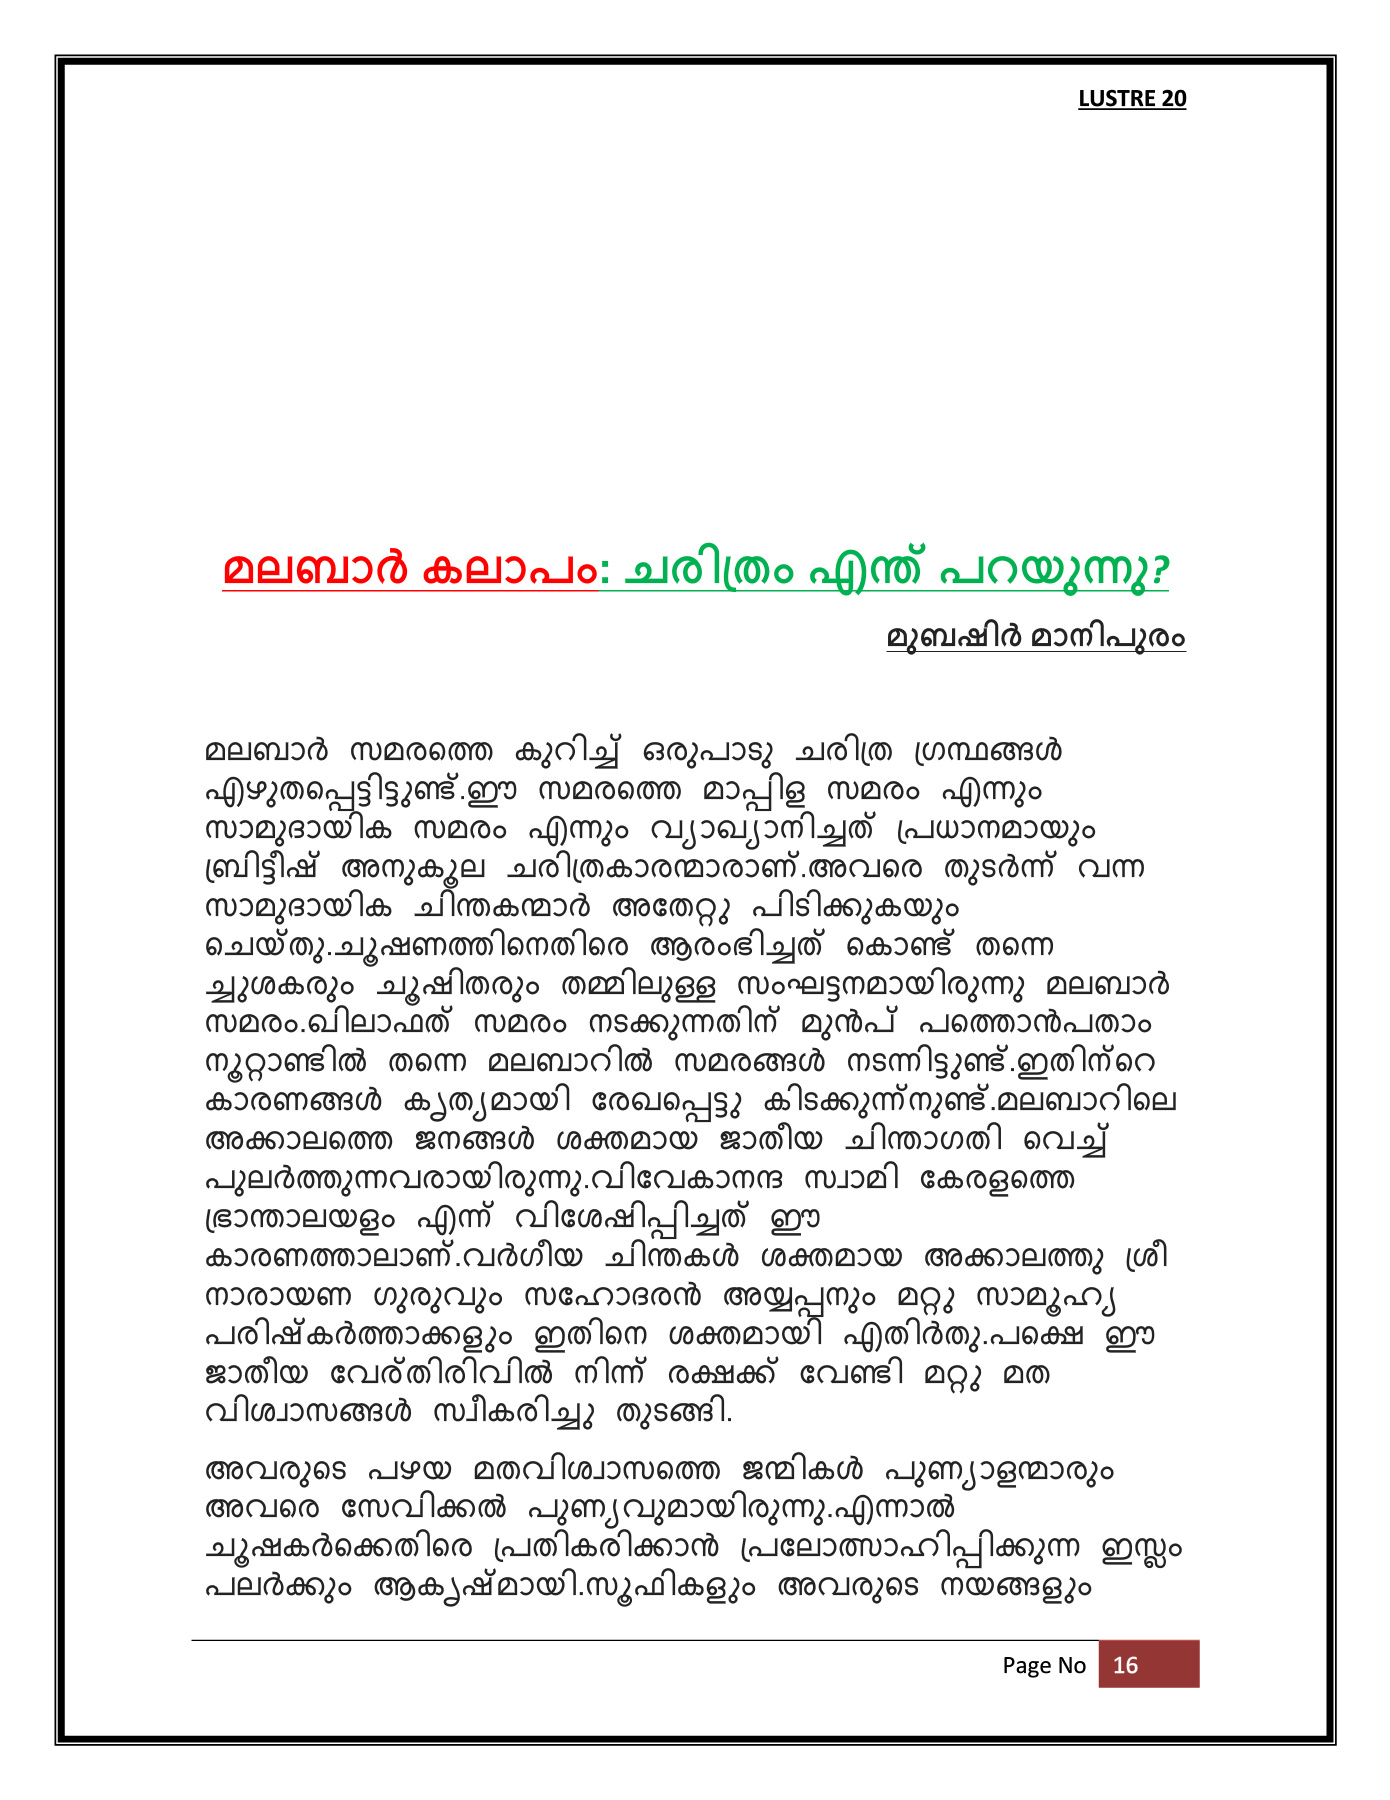 LUSTRE 20
മലബാർ കലാപം: ചരിത്രം എന്ത് പറയുന്നു?
മുബഷിർ മാനിപുരം
മലബാർ സമരത്തെ കുറിച്ച് ഒരുപാടു ചരിത്ര ഗ്രന്ഥങ്ങൾ
എഴുതപ്പെട്ടിട്ടുണ്ട്.ഈ സമരത്തെ മാപ്പിള സമരം എന്നും
സാമുദായിക സമരം എന്നും വ്യാഖ്യാനിച്ചത് പ്രധാനമായും
ബ്രിട്ടീഷ് അനുകൂല ചരിത്രകാരന്മാരാണ്.അവരെ തുടർന്ന് വന്ന
സാമുദായിക ചിന്തകന്മാർ അതേറ്റു പിടിക്കുകയും
ചെയ്തു.ചൂഷണത്തിനെതിരെ ആരംഭിച്ചത് കൊണ്ട് തന്നെ
ച്ചുശകരും ചൂഷിതരും തമ്മിലുള്ള സംഘട്ടനമായിരുന്നു മലബാർ
സമരം.ഖിലാഫത് സമരം നടക്കുന്നതിന് മുൻപ് പത്തൊൻപതാം
നൂറ്റാണ്ടിൽ തന്നെ മലബാറിൽ സമരങ്ങൾ നടന്നിട്ടുണ്ട്.ഇതിന്റെ
കാരണങ്ങൾ കൃത്യമായി രേഖപ്പെട്ടു കിടക്കുന്ന്നുണ്ട്.മലബാറിലെ
അക്കാലത്തെ ജനങ്ങൾ ശക്തമായ ജാതീയ ചിന്താഗതി വെച്ച്
പുലർത്തുന്നവരായിരുന്നു.വിവേകാനന്ദ സ്വാമി കേരളത്തെ
ഭ്രാന്താലയളം എന്ന് വിശേഷിപ്പിച്ചത് ഈ
കാരണത്താലാണ്.വർഗീയ ചിന്തകൾ ശക്തമായ അക്കാലത്തു ശ്രീ
നാരായണ ഗുരുവും സഹോദരൻ അയ്യപ്പനും മറ്റു സാമൂഹ്യ
പരിഷ്കർത്താക്കളും ഇതിനെ ശക്തമായി എതിർതു.പക്ഷെ ഈ
ജാതീയ വേര്തിരിവിൽ നിന്ന് രക്ഷക്ക് വേണ്ടി മറ്റു മത
വിശ്വാസങ്ങൾ സ്വീകരിച്ചു തുടങ്ങി.
അവരുടെ പഴയ മതവിശ്വാസത്തെ ജന്മികൾ പുണ്യാളന്മാരും
അവരെ സേവിക്കൽ പുണ്യവുമായിരുന്നു.എന്നാൽ
ചൂഷകർക്കെതിരെ പ്രതികരിക്കാൻ പ്രലോത്സാഹിപ്പിക്കുന്ന ഇസ്ലം
പലർക്കും ആകൃഷ്മായി.സൂഫികളും അവരുടെ നയങ്ങളും
Page No 16